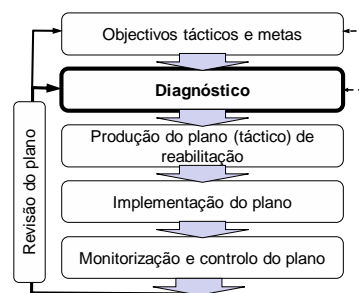 Objectivos tácticos e metas
Diagnóstico
Produção do plano (táctico) de
reabilitação
Implementação do plano
Monitorização e controlo do plano
Revisão do plano